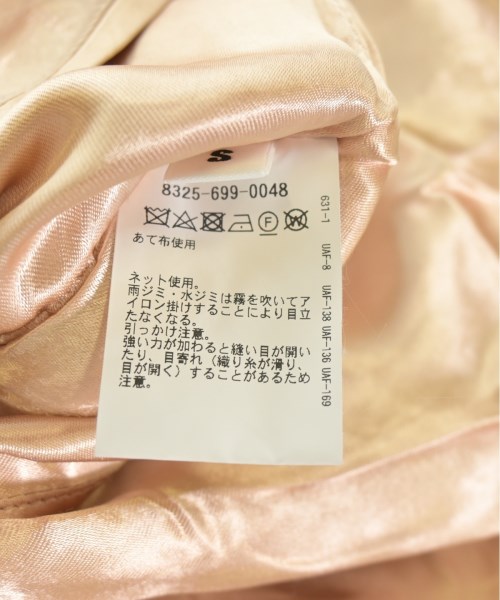 S
8325-699-0048
F
W
あて布使用
ネット使用。
雨ジミ・水ジミは霧を吹いてア
イロン掛けすることにより目立
たなくなる。
引っかけ注意。
強い力が加わると縫い目が開い
たり、目寄れ（織り糸が滑り、
目が開く）することがあるため
注意。
631-1 UAF-8 UAF-138 UAF-136 UAF-169